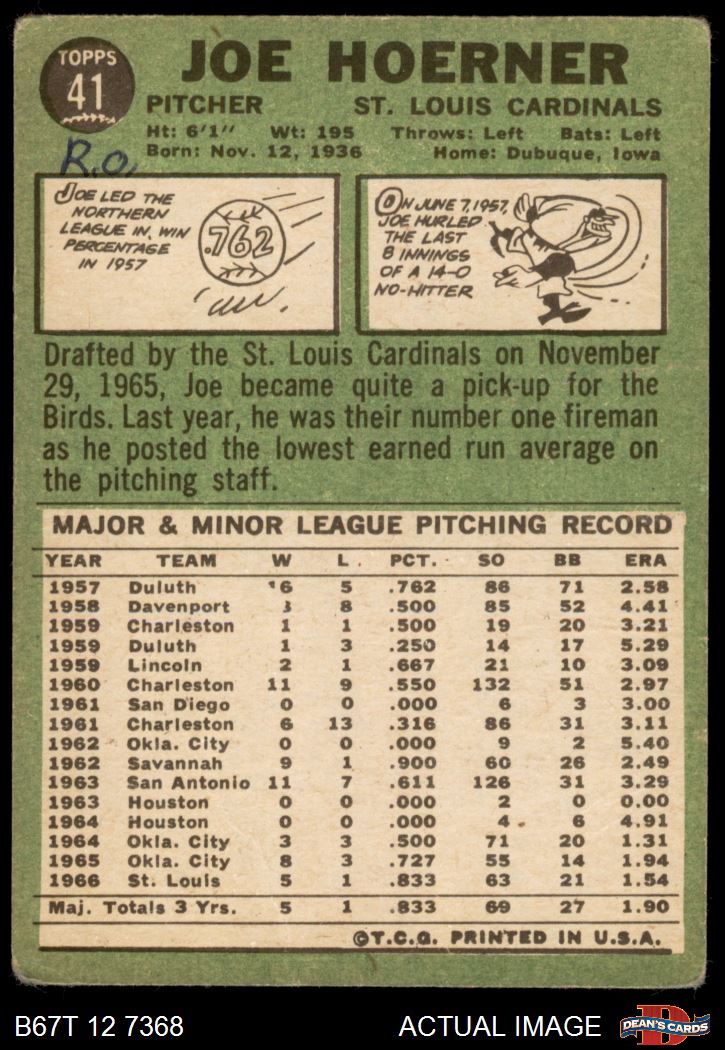 TOPPS
41
JOE HOERNER
PITCHER ST. LOUIS CARDINALS
Ht: 6'1" Wt: 195 Throws: Left Bats: Left
Born: Nov. 12, 1936 Home: Dubuque, Iowa
R.O.
JOE LED THE
NORTHERN
LEAGUE IN WIN
PERCENTAGE
IN 1957
.762
ON JUNE 7, 1957,
JOE HURLED
THE LAST
8 INNINGS
OF A 14-0
NO-HITTER
Drafted by the St. Louis Cardinals on November
29, 1965, Joe became quite a pick-up for the
Birds. Last year, he was their number one fireman
as he posted the lowest earned run average on
the pitching staff.
MAJOR & MINOR LEAGUE PITCHING RECORD
YEAR TEAM W L PCT. SO BB ERA
1957 Duluth 16 5 .762 86 71 2.58
1958 Davenport 8 .500 85 52 4.41
1959 Charleston 1 1 .500 19 20 3.21
1959 Duluth 1 3 .250 14 17 5.29
1959 Lincoln 2 1 .667 21 10 3.09
1960 Charleston 11 9 .550 132 51 2.97
1961 San Diego 0 0 .000 6 3 3.00
1961 Charleston 6 13 .316 86 31 3.11
1962 Okla. City 0 0 .000 9 2 5.40
1962 Savannah 9 1 .900 60 26 2.49
1963 San Antonio 11 7 .611 126 31 3.29
1963 Houston 0 0 .000 2 0 0.00
1964 Houston 0 0 .000 4 6 4.91
1964 Okla. City 3 3 .500 71 20 1.31
1965 Okla. City 8 3 .727 55 14 1.94
1966 St. Louis 5 1 .833 63 21 1.54
Maj. Totals 3 Yrs. 5 1 .833 69 27 1.90
©T.C.G. PRINTED IN U.S.A.
B67T 12 7368 ACTUAL IMAGE
DEAN'S CARDS